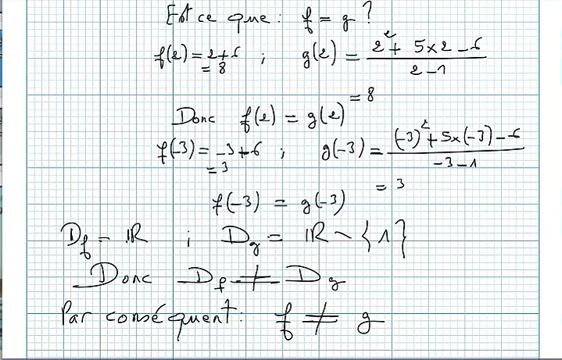 Est ce que : f = g ?
f(2) = 2+6 ; g(2) = (2² + 5×2 - 6)/(2-1)
= 8
= 8
Donc f(2) = g(2)
f(-3) = -3+6 ; g(-3) = ((-3)² + 5×(-3) - 6)/(-3-1)
= 3
= 3
f(-3) = g(-3)
D_f = ℝ ; D_g = ℝ - {1}
Donc D_f ≠ D_g
Par conséquent : f ≠ g